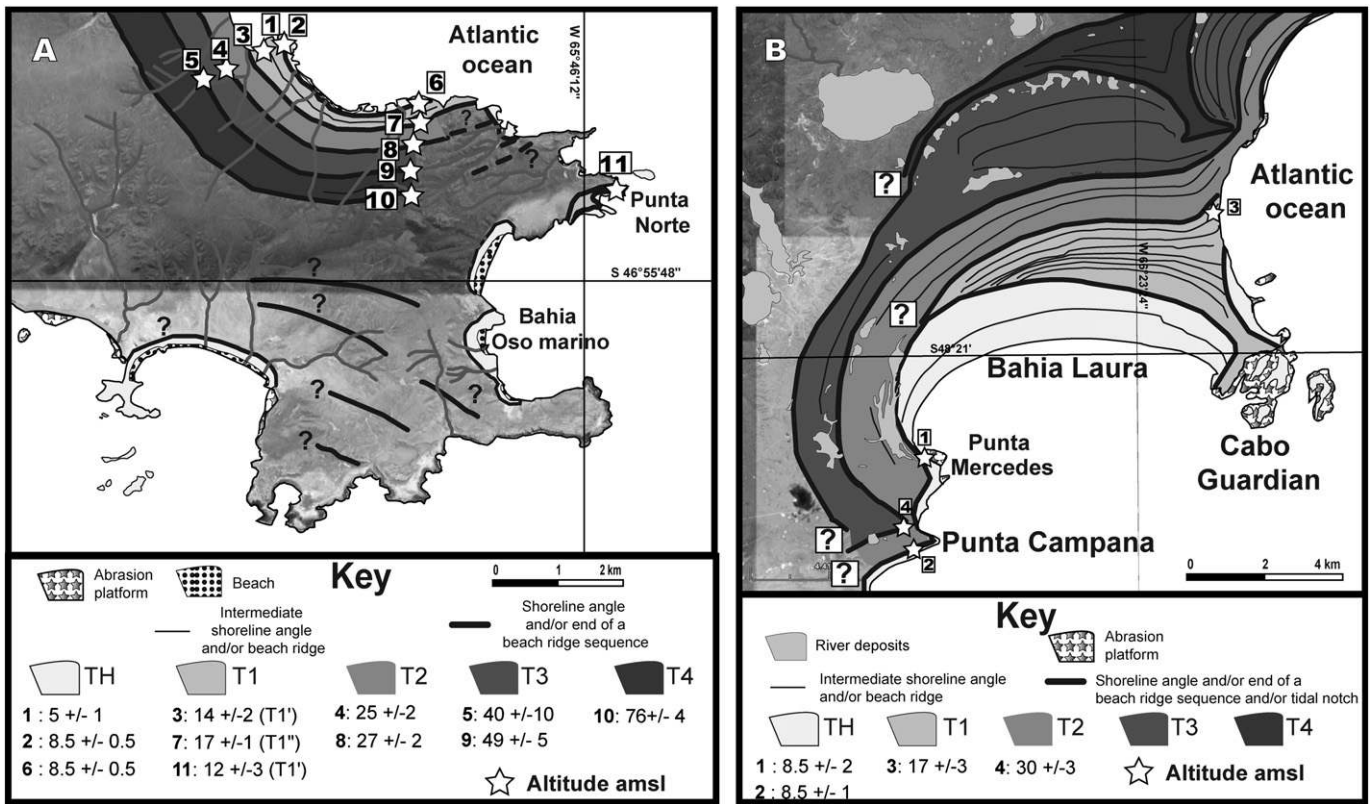 A
1
2
3
4
5
Atlantic
ocean
W 65°46'12"
6
7
?
8
?
9
10
11
Punta
Norte
S 46°55'48"
?
?
?
Bahia
Oso marino
?
?
?
Key
Abrasion
platform
Beach
0 1 2 km
Intermediate
shoreline angle
and/or beach ridge
Shoreline angle
and/or end of a
beach ridge sequence
TH
T1
T2
T3
T4
1 : 5 +/- 1
3: 14 +/-2 (T1')
4: 25 +/-2
5: 40 +/-10
10: 76+/- 4
2 : 8.5 +/- 0.5
7: 17 +/-1 (T1")
8: 27 +/- 2
9: 49 +/- 5
6 : 8.5 +/- 0.5
11: 12 +/-3 (T1')
Altitude amsl
B
?
Atlantic
ocean
3
W 65°23'24"
?
S48°21'
Bahia Laura
1
Punta
Mercedes
Cabo
Guardian
4
?
Punta Campana
2
?
0 2 4 km
Key
River deposits
Abrasion
platform
Intermediate shoreline angle
and/or beach ridge
Shoreline angle and/or end of a
beach ridge sequence and/or tidal notch
TH
T1
T2
T3
T4
1 : 8.5 +/- 2
3: 17 +/-3
4: 30 +/-3
2 : 8.5 +/- 1
Altitude amsl